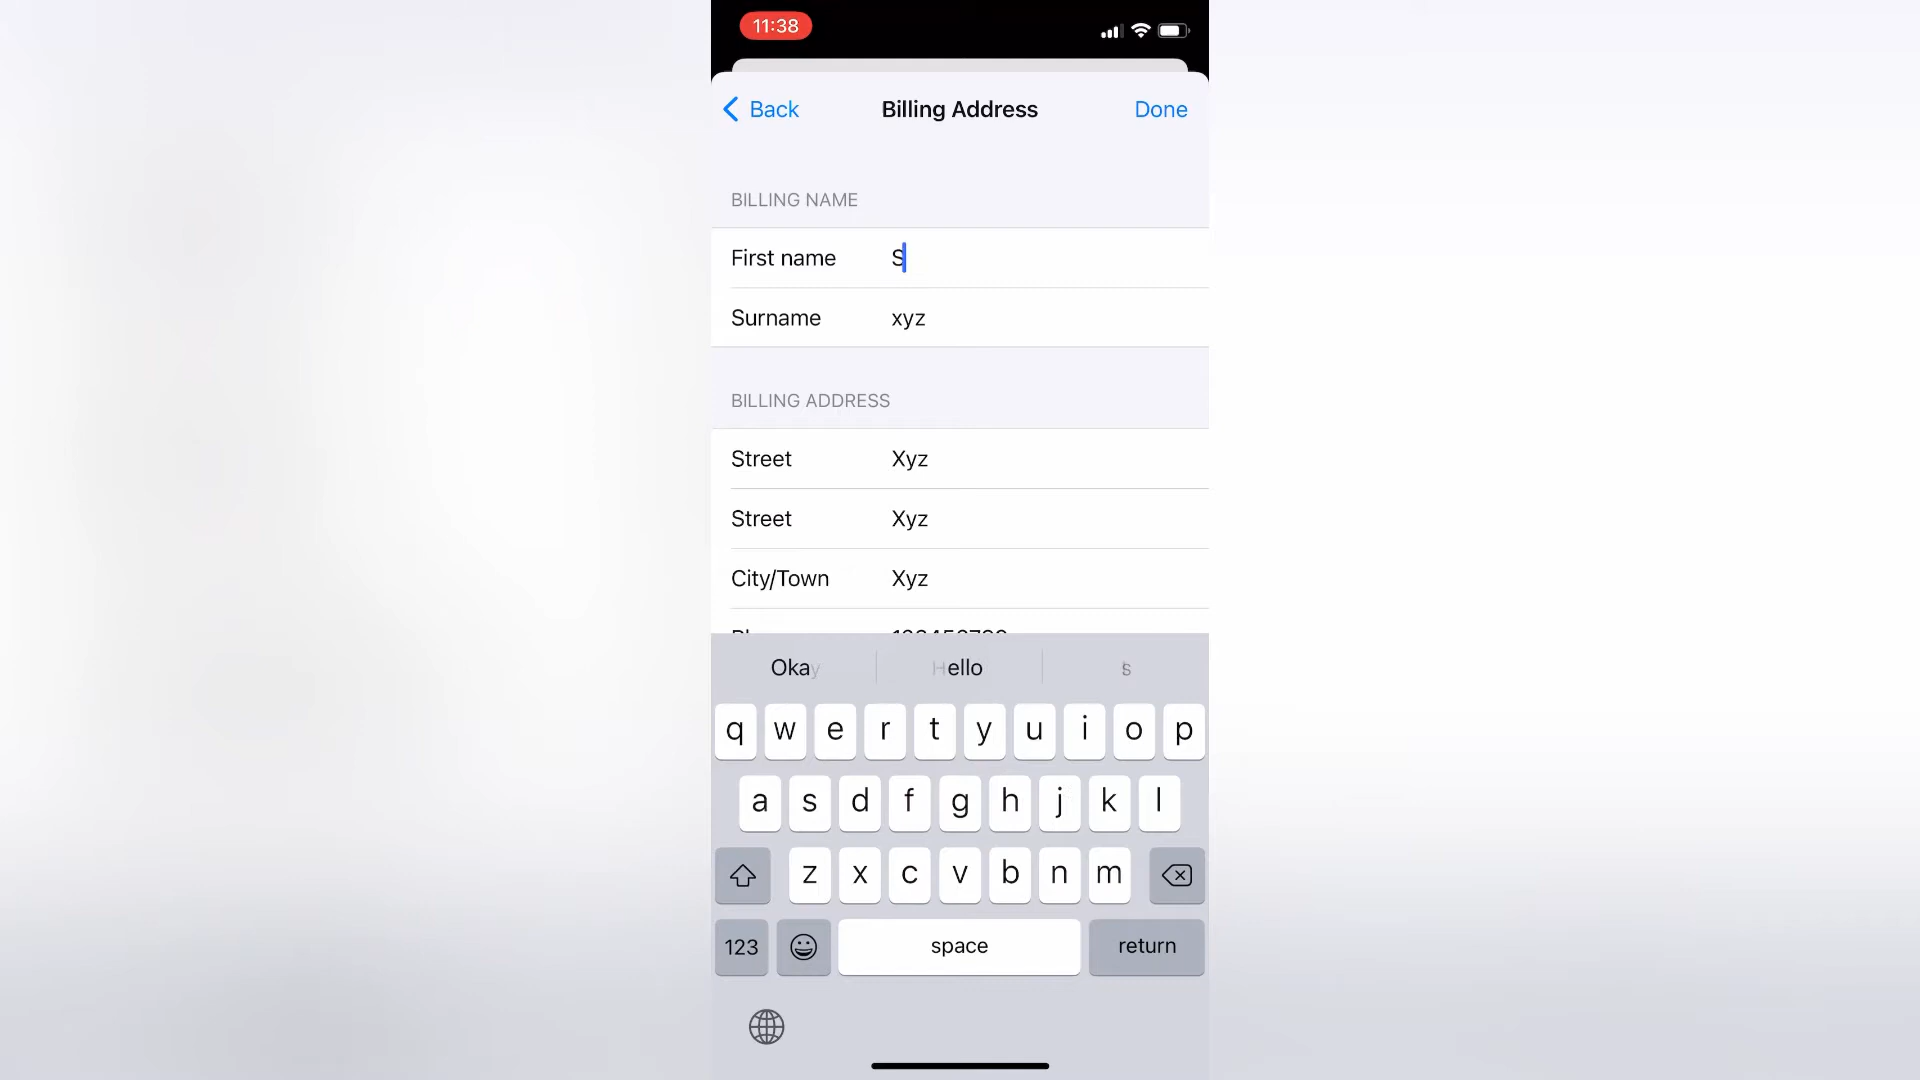 11:38
Back Billing Address Done
BILLING NAME
First name S
Surname xyz
BILLING ADDRESS
Street Xyz
Street Xyz
City/Town Xyz
Okay Hello s
q w e r t y u i o p
a s d f g h j k l
z x c v b n m
123 space return